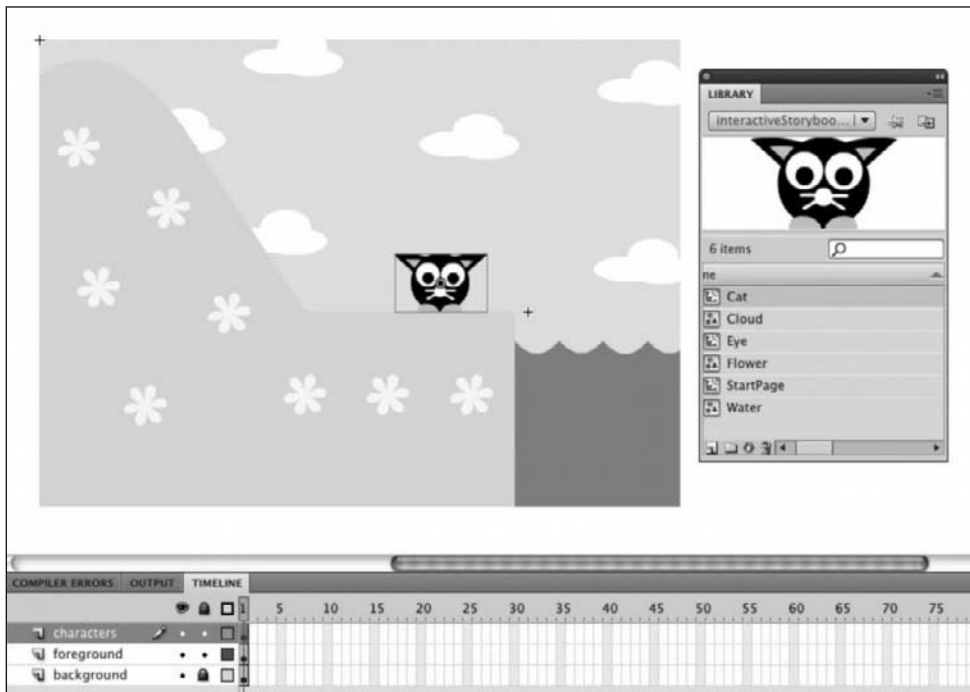 LIBRARY
interactiveStoryboo...
6 items
ne
Cat
Cloud
Eye
Flower
StartPage
Water
COMPILER ERRORS OUTPUT TIMELINE
1 5 10 15 20 25 30 35 40 45 50 55 60 65 70 75
characters
foreground
background